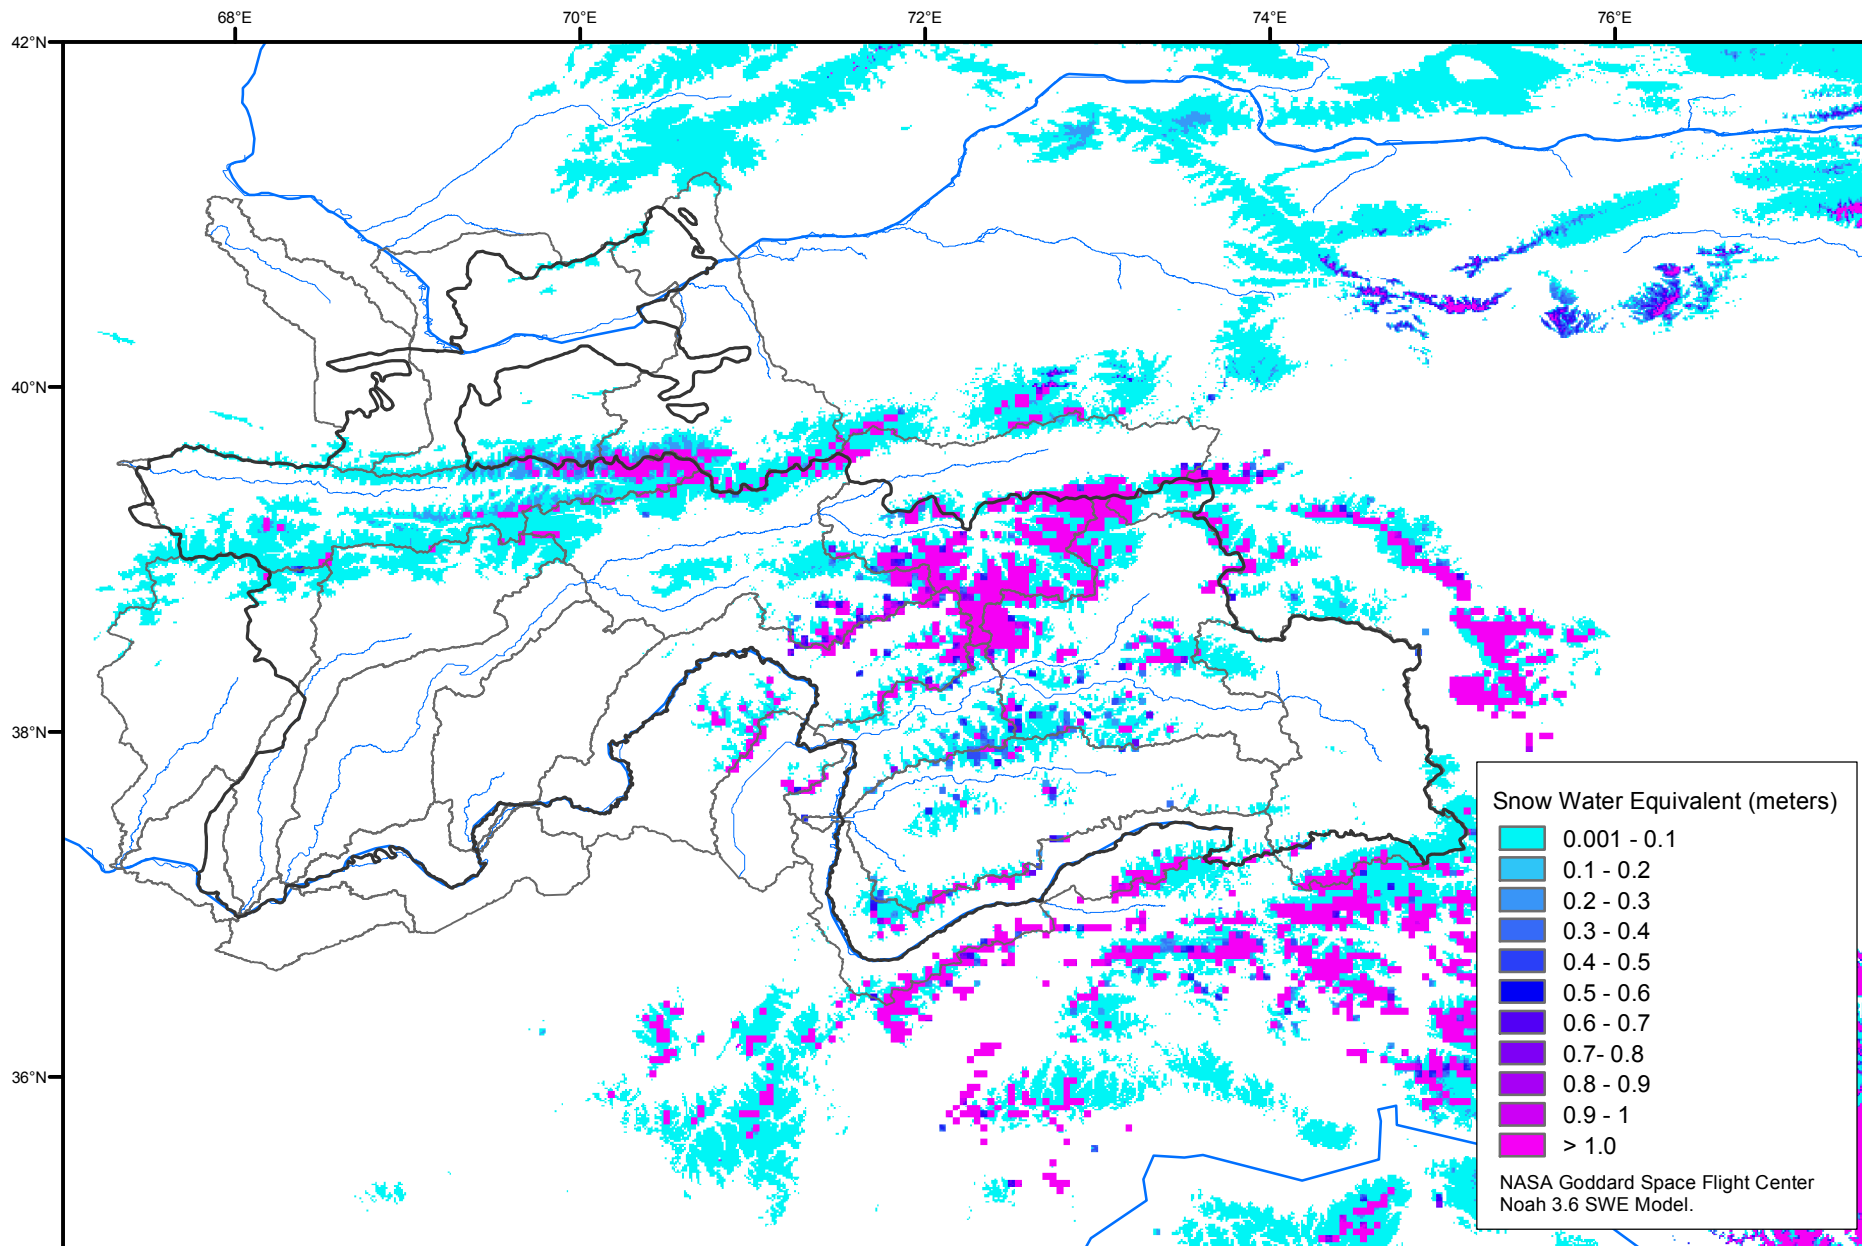 68°E 70°E 72°E 74°E 76°E
42°N
40°N
38°N
36°N
Snow Water Equivalent (meters)
0.001 - 0.1
0.1 - 0.2
0.2 - 0.3
0.3 - 0.4
0.4 - 0.5
0.5 - 0.6
0.6 - 0.7
0.7- 0.8
0.8 - 0.9
0.9 - 1
> 1.0
NASA Goddard Space Flight Center
Noah 3.6 SWE Model.